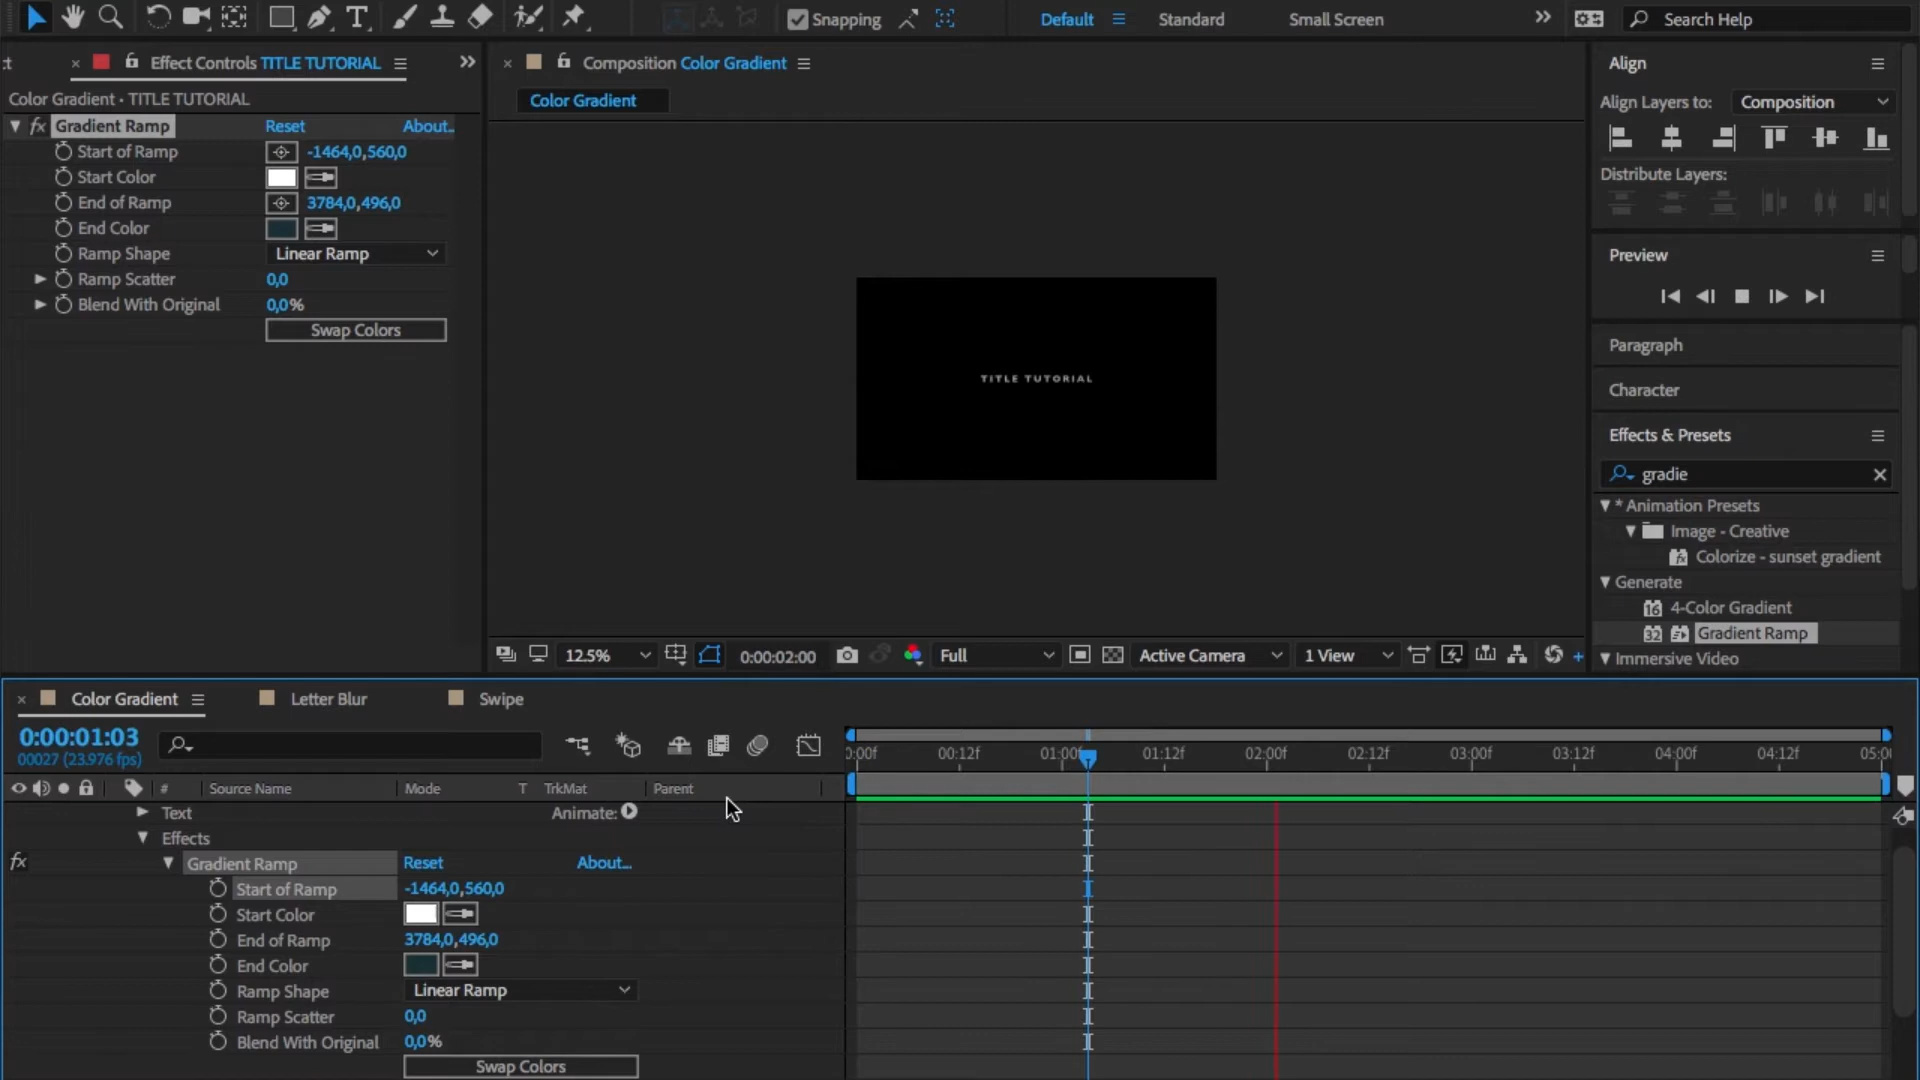 Snapping
Default
Standard
Small Screen
Search Help
ct
Effect Controls TITLE TUTORIAL
Color Gradient • TITLE TUTORIAL
fx Gradient Ramp Reset About..
Start of Ramp -1464,0,560,0
Start Color
End of Ramp 3784,0,496,0
End Color
Ramp Shape Linear Ramp
Ramp Scatter 0,0
Blend With Original 0,0%
Swap Colors
Composition Color Gradient
Color Gradient
TITLE TUTORIAL
12.5% 0:00:02:00 Full Active Camera 1 View
Align
Align Layers to: Composition
Distribute Layers:
Preview
Paragraph
Character
Effects & Presets
gradie
* Animation Presets
Image - Creative
Colorize - sunset gradient
Generate
16 4-Color Gradient
32 Gradient Ramp
Immersive Video
Color Gradient
Letter Blur
Swipe
0:00:01:03
00027 (23.976 fps)
0:00f 00:12f 01:00f 01:12f 02:00f 02:12f 03:00f 03:12f 04:00f 04:12f 05:00
# Source Name Mode T TrkMat Parent
Text Animate:
Effects
fx Gradient Ramp Reset About...
Start of Ramp -1464,0,560,0
Start Color
End of Ramp 3784,0,496,0
End Color
Ramp Shape Linear Ramp
Ramp Scatter 0,0
Blend With Original 0,0%
Swap Colors